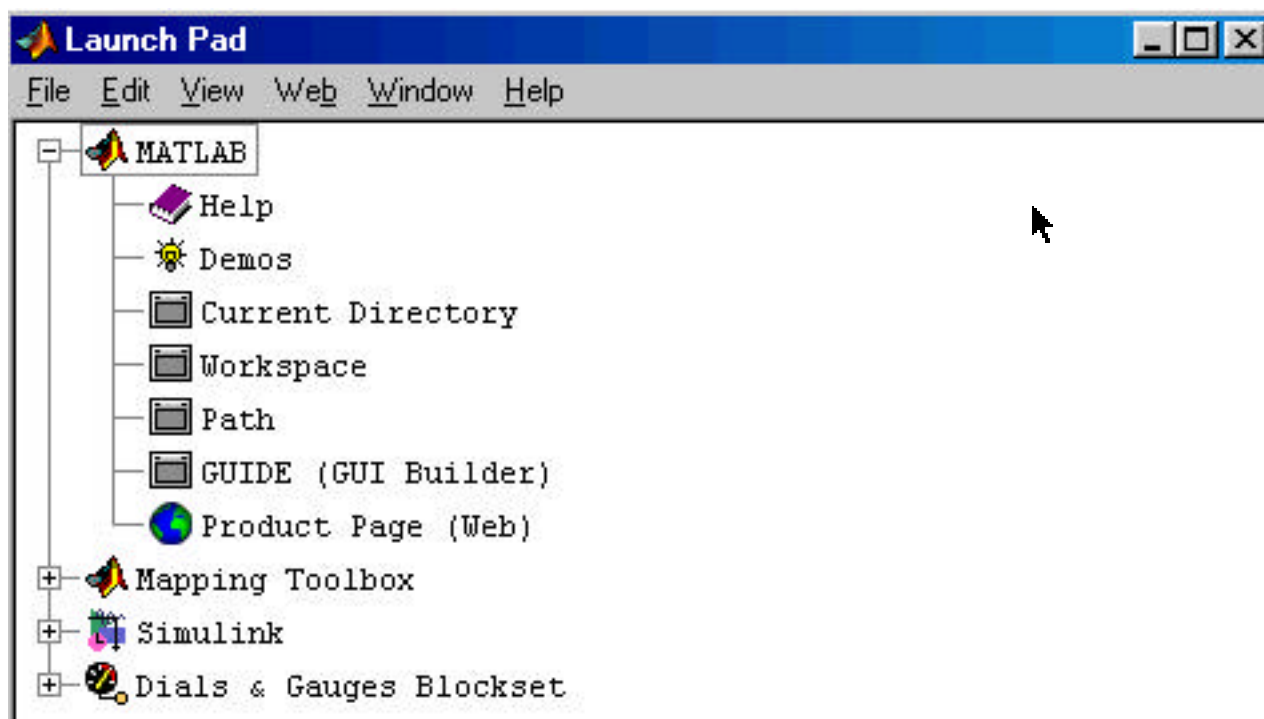 Launch Pad
File Edit View Web Window Help
MATLAB
Help
Demos
Current Directory
Workspace
Path
GUIDE (GUI Builder)
Product Page (Web)
Mapping Toolbox
Simulink
Dials & Gauges Blockset